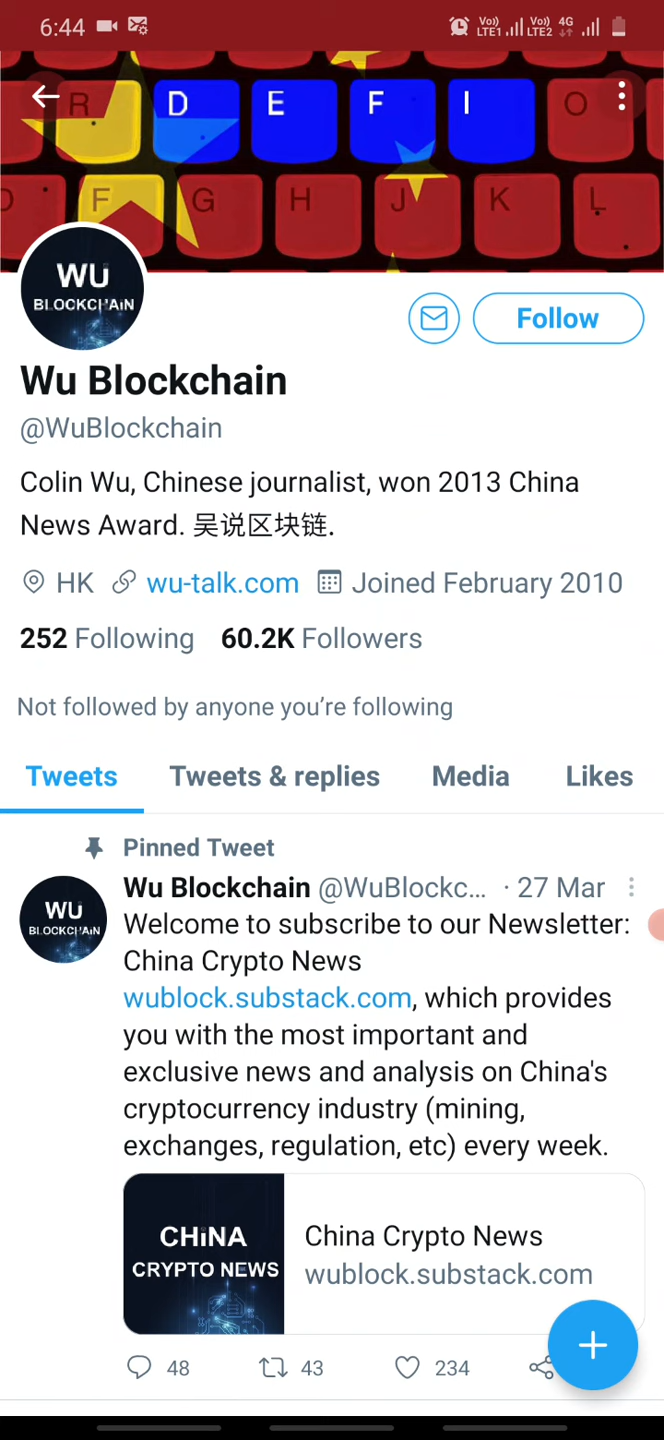 6:44 Vo)) LTE1 Vo)) LTE2 4G
R D E F I O
D F G H J K L
WU
BLOCKCHAiN
Follow
Wu Blockchain
@WuBlockchain
Colin Wu, Chinese journalist, won 2013 China
News Award. 吴说区块链.
HK wu-talk.com Joined February 2010
252 Following 60.2K Followers
Not followed by anyone you’re following
Tweets Tweets & replies Media Likes
Pinned Tweet
Wu Blockchain @WuBlockc... · 27 Mar
WU
BLOCKCHAiN
Welcome to subscribe to our Newsletter:
China Crypto News
wublock.substack.com, which provides
you with the most important and
exclusive news and analysis on China's
cryptocurrency industry (mining,
exchanges, regulation, etc) every week.
CHiNA
CRYPTO NEWS
China Crypto News
wublock.substack.com
48 43 234